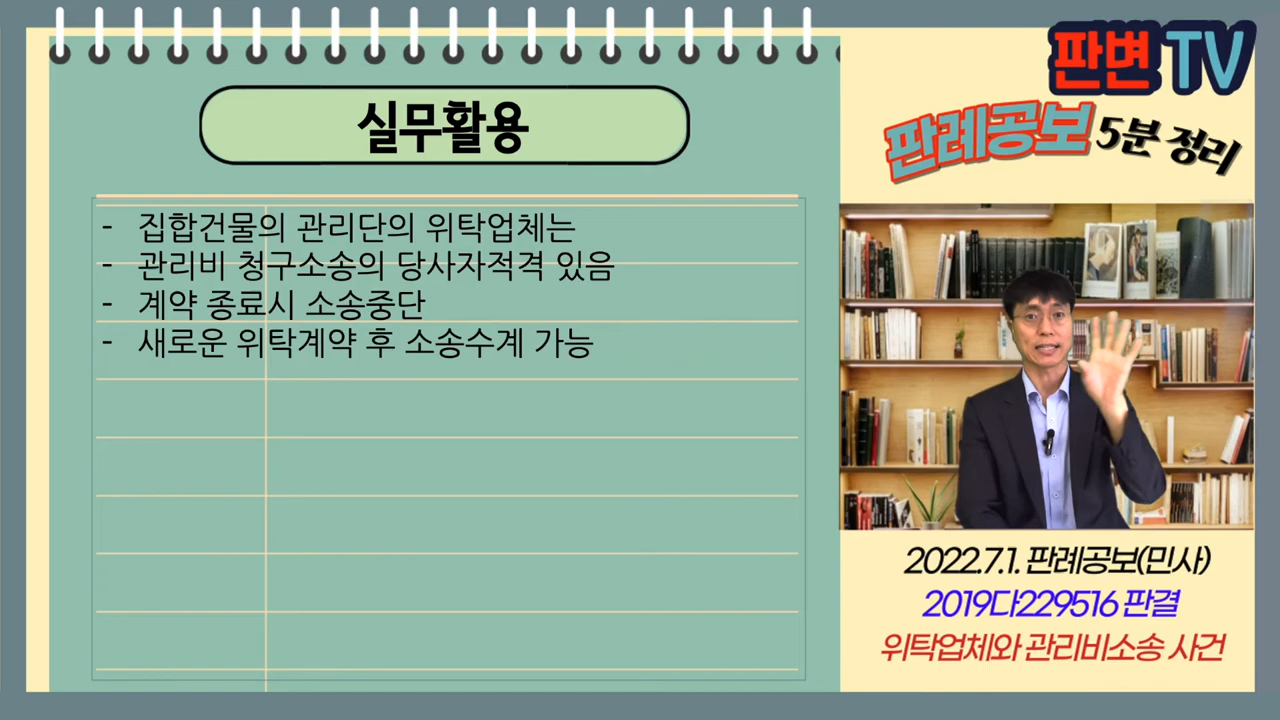 실무활용
- 집합건물의 관리단의 위탁업체는
- 관리비 청구소송의 당사자적격 있음
- 계약 종료시 소송중단
- 새로운 위탁계약 후 소송수계 가능
판변 TV
판례공보 5분 정리
2022.7.1. 판례공보(민사)
2019다229516 판결
위탁업체와 관리비소송 사건